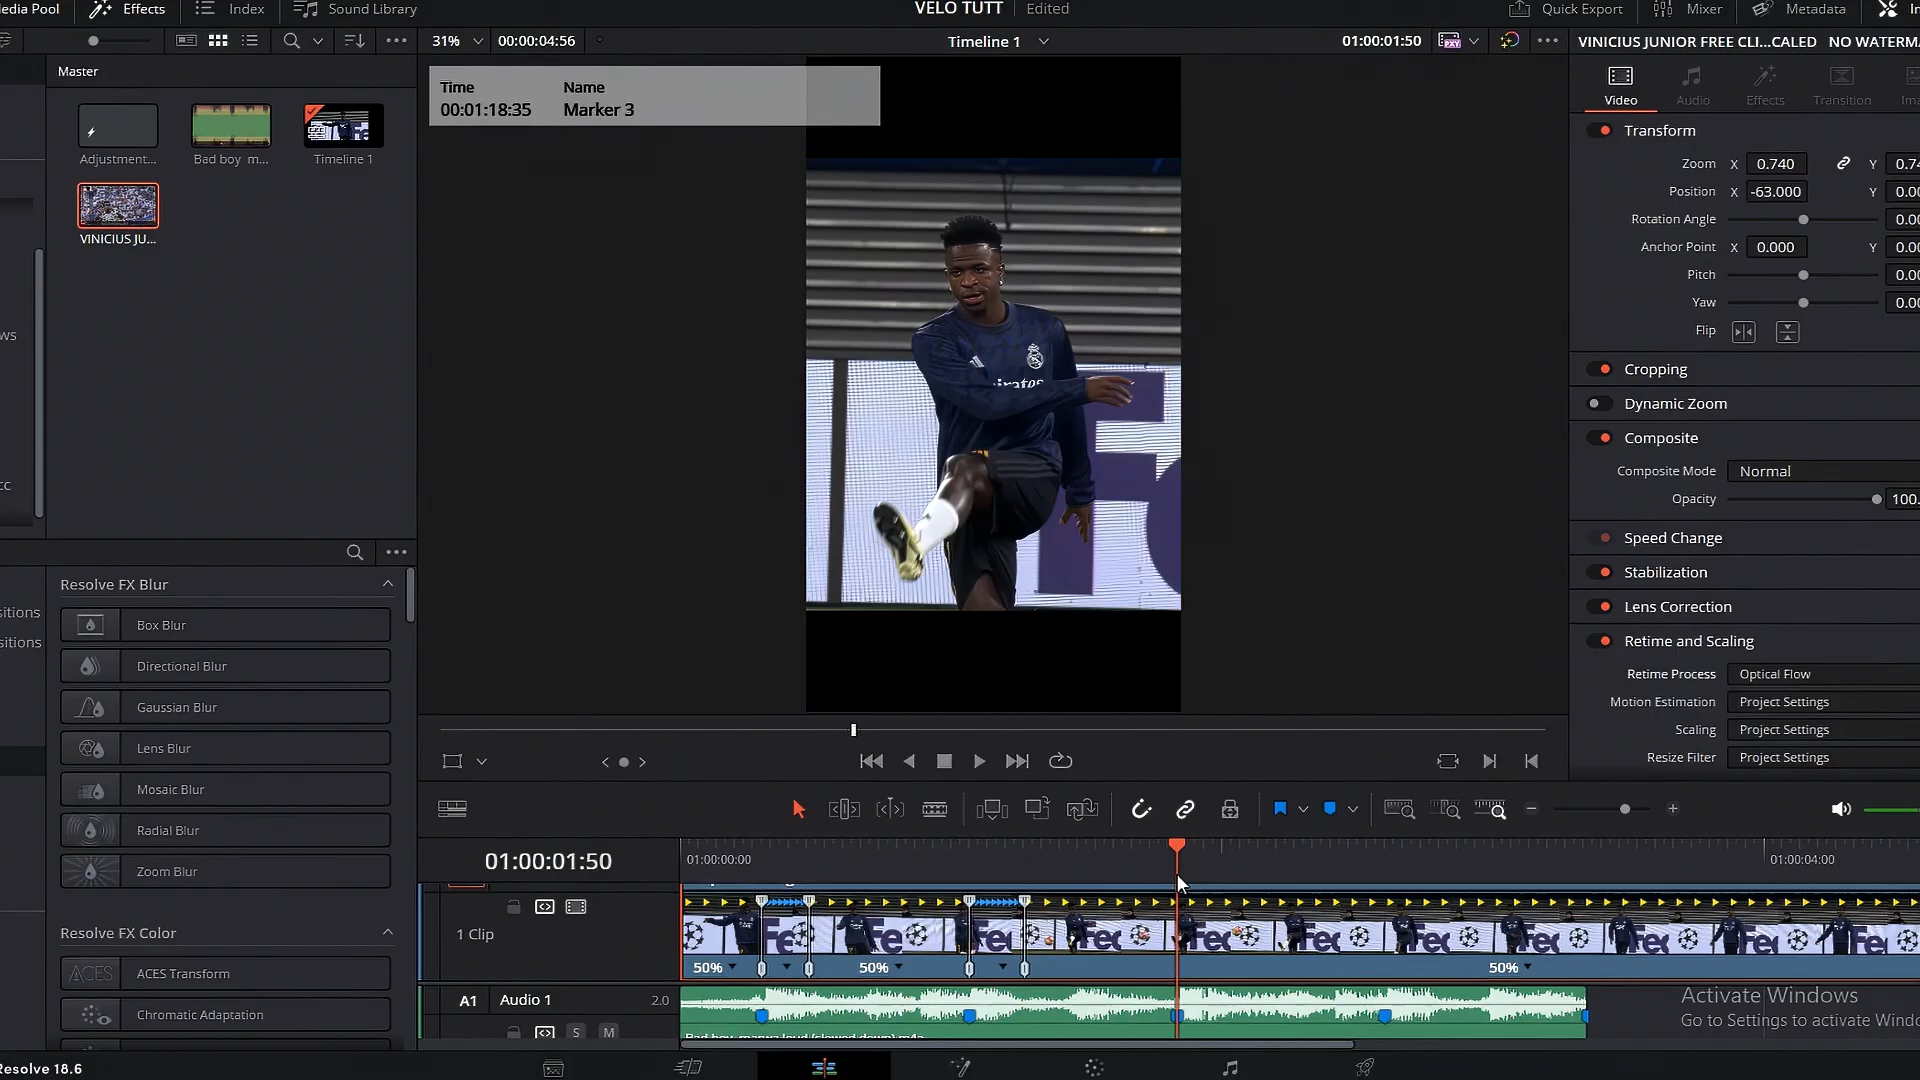 edia Pool Effects Index Sound Library VELO TUTT Edited Quick Export Mixer Metadata In
31% 00:00:04:56 Timeline 1 01:00:01:50 VINICIUS JUNIOR FREE CLI...CALED NO WATERMA
Master
Time Name
00:01:18:35 Marker 3
Adjustment... Bad boy m... Timeline 1
VINICIUS JU...
ws
cc
Video Audio Effects Transition Ima
Transform
Zoom X 0.740 Y 0.74
Position X -63.000 Y 0.00
Rotation Angle 0.00
Anchor Point X 0.000 Y 0.00
Pitch 0.00
Yaw 0.00
Flip
Cropping
Dynamic Zoom
Composite
Composite Mode Normal
Opacity 100.
Speed Change
Stabilization
Lens Correction
Retime and Scaling
Retime Process Optical Flow
Motion Estimation Project Settings
Scaling Project Settings
Resize Filter Project Settings
Resolve FX Blur
sitions
sitions
Box Blur
Directional Blur
Gaussian Blur
Lens Blur
Mosaic Blur
Radial Blur
Zoom Blur
Resolve FX Color
ACES ACES Transform
Chromatic Adaptation
01:00:01:50 01:00:00:00 01:00:04:00
1 Clip
50% 50% 50%
A1 Audio 1 2.0
S M
Activate Windows
Go to Settings to activate Windo
Resolve 18.6